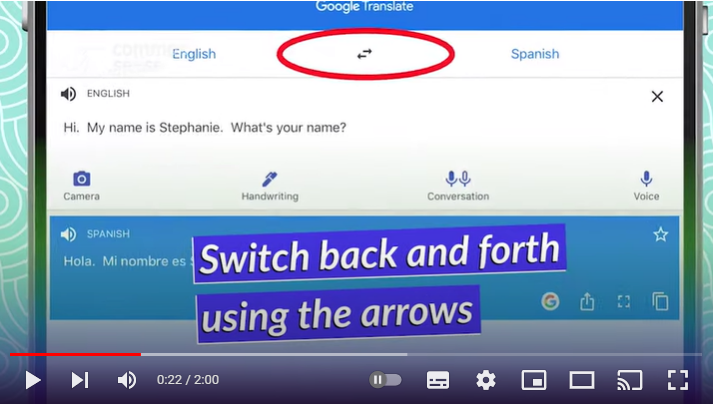 Google Translate
English
Spanish
ENGLISH
Hi. My name is Stephanie. What's your name?
Camera
Handwriting
Conversation
Voice
SPANISH
Hola. Mi nombre es
Switch back and forth
using the arrows
0:22 / 2:00